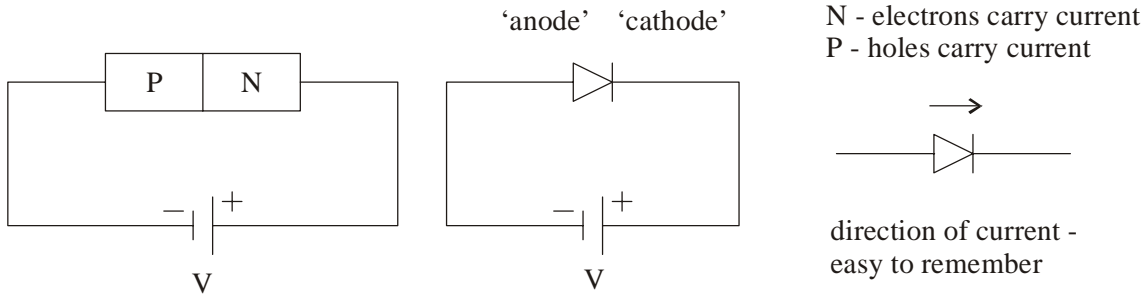 ‘anode’ ‘cathode’
N - electrons carry current
P - holes carry current
P N
− +
V
− +
V
direction of current -
easy to remember